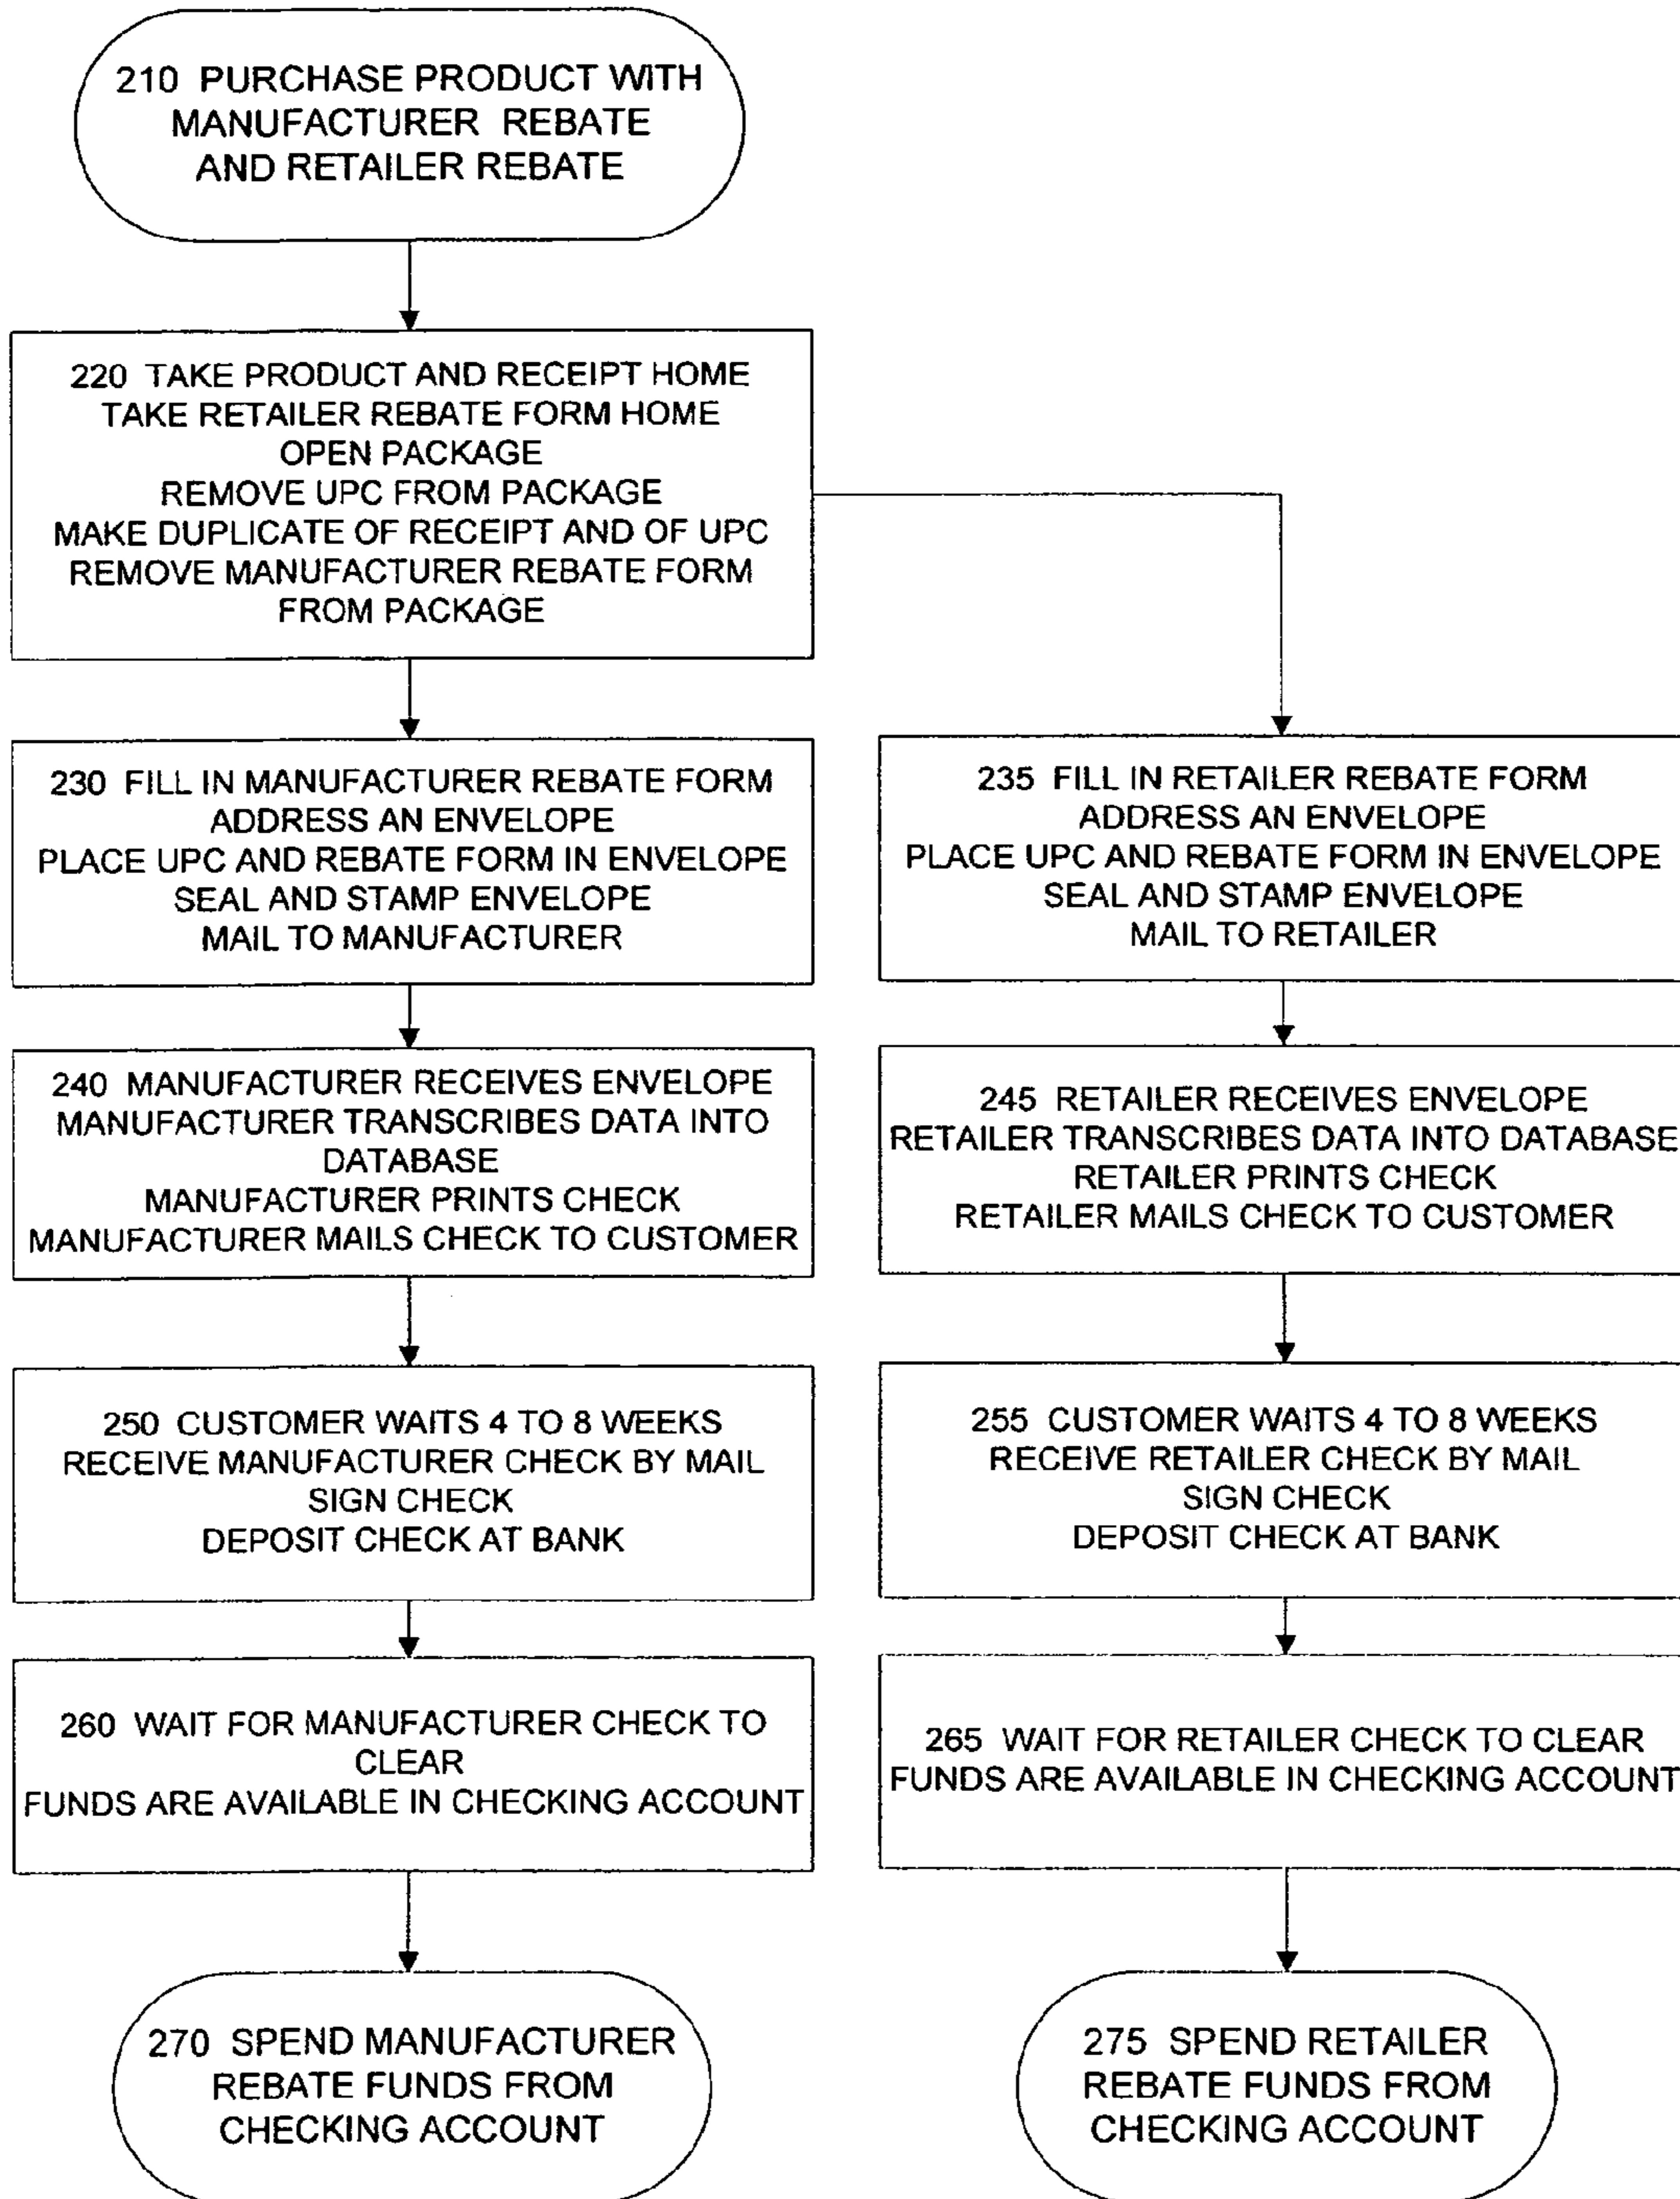 210 PURCHASE PRODUCT WITH
MANUFACTURER REBATE
AND RETAILER REBATE
220 TAKE PRODUCT AND RECEIPT HOME
TAKE RETAILER REBATE FORM HOME
OPEN PACKAGE
REMOVE UPC FROM PACKAGE
MAKE DUPLICATE OF RECEIPT AND OF UPC
REMOVE MANUFACTURER REBATE FORM
FROM PACKAGE
230 FILL IN MANUFACTURER REBATE FORM
ADDRESS AN ENVELOPE
PLACE UPC AND REBATE FORM IN ENVELOPE
SEAL AND STAMP ENVELOPE
MAIL TO MANUFACTURER
235 FILL IN RETAILER REBATE FORM
ADDRESS AN ENVELOPE
PLACE UPC AND REBATE FORM IN ENVELOPE
SEAL AND STAMP ENVELOPE
MAIL TO RETAILER
240 MANUFACTURER RECEIVES ENVELOPE
MANUFACTURER TRANSCRIBES DATA INTO
DATABASE
MANUFACTURER PRINTS CHECK
MANUFACTURER MAILS CHECK TO CUSTOMER
245 RETAILER RECEIVES ENVELOPE
RETAILER TRANSCRIBES DATA INTO DATABASE
RETAILER PRINTS CHECK
RETAILER MAILS CHECK TO CUSTOMER
250 CUSTOMER WAITS 4 TO 8 WEEKS
RECEIVE MANUFACTURER CHECK BY MAIL
SIGN CHECK
DEPOSIT CHECK AT BANK
255 CUSTOMER WAITS 4 TO 8 WEEKS
RECEIVE RETAILER CHECK BY MAIL
SIGN CHECK
DEPOSIT CHECK AT BANK
260 WAIT FOR MANUFACTURER CHECK TO
CLEAR
FUNDS ARE AVAILABLE IN CHECKING ACCOUNT
265 WAIT FOR RETAILER CHECK TO CLEAR
FUNDS ARE AVAILABLE IN CHECKING ACCOUNT
270 SPEND MANUFACTURER
REBATE FUNDS FROM
CHECKING ACCOUNT
275 SPEND RETAILER
REBATE FUNDS FROM
CHECKING ACCOUNT